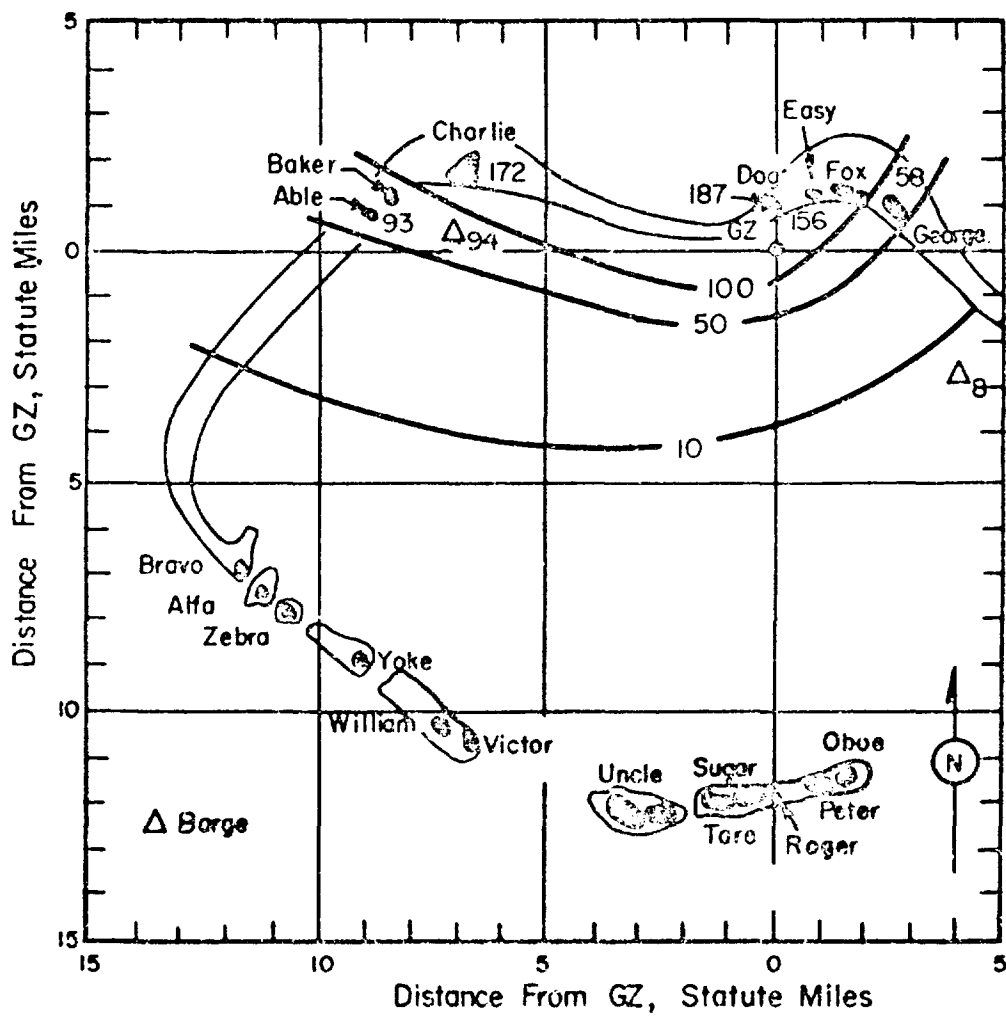 5
Easy
Charlie
Baker
172
Dog
Fox
Able
187
58
93
94
156
GZ
George
0
100
50
8
10
5
Bravo
Alfa
Zebra
Yoke
10
William
Victor
Oboe
N
Uncle
Sugar
Barge
Peter
Tare
Roger
15
15
10
5
0
5
Distance From GZ, Statute Miles
Distance From GZ, Statute Miles